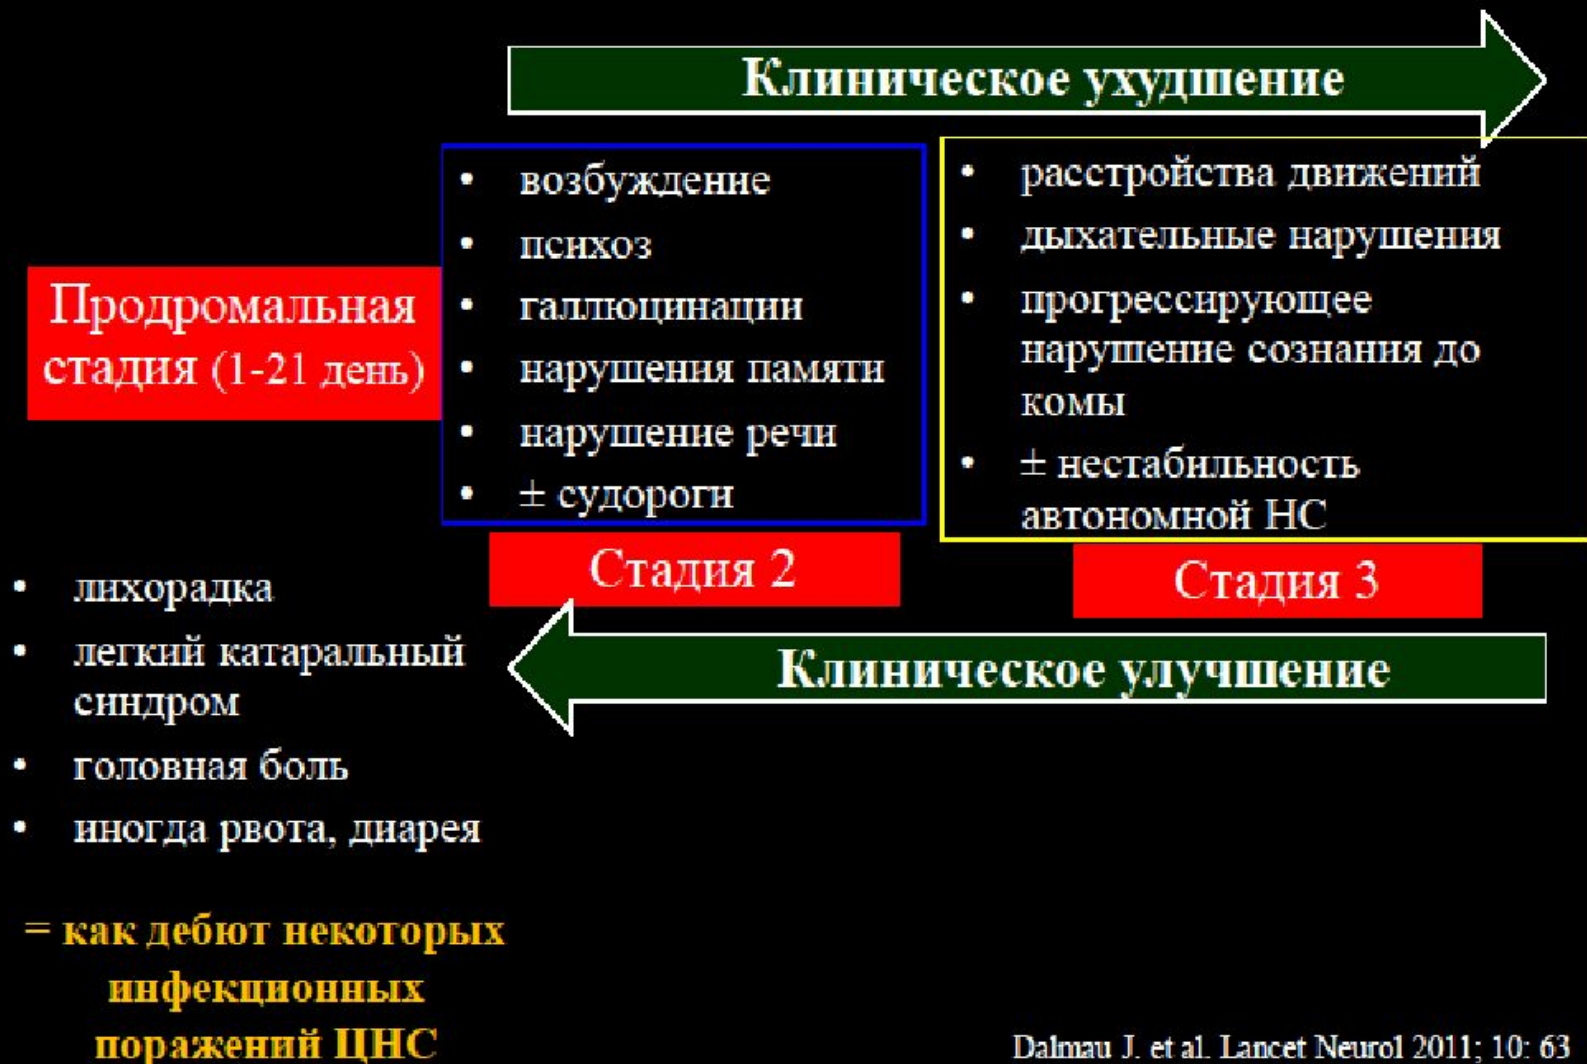 Клиническое ухудшение
Продромальная
стадия (1-21 день)
• возбуждение
• психоз
• галлюцинации
• нарушения памяти
• нарушение речи
• ± судороги
• расстройства движений
• дыхательные нарушения
• прогрессирующее
нарушение сознания до
комы
• ± нестабильность
автономной НС
Стадия 2
Стадия 3
Клиническое улучшение
• лихорадка
• легкий катаральный
синдром
• головная боль
• иногда рвота, диарея
= как дебют некоторых
инфекционных
поражений ЦНС
Dalmau J. et al. Lancet Neurol 2011; 10: 63